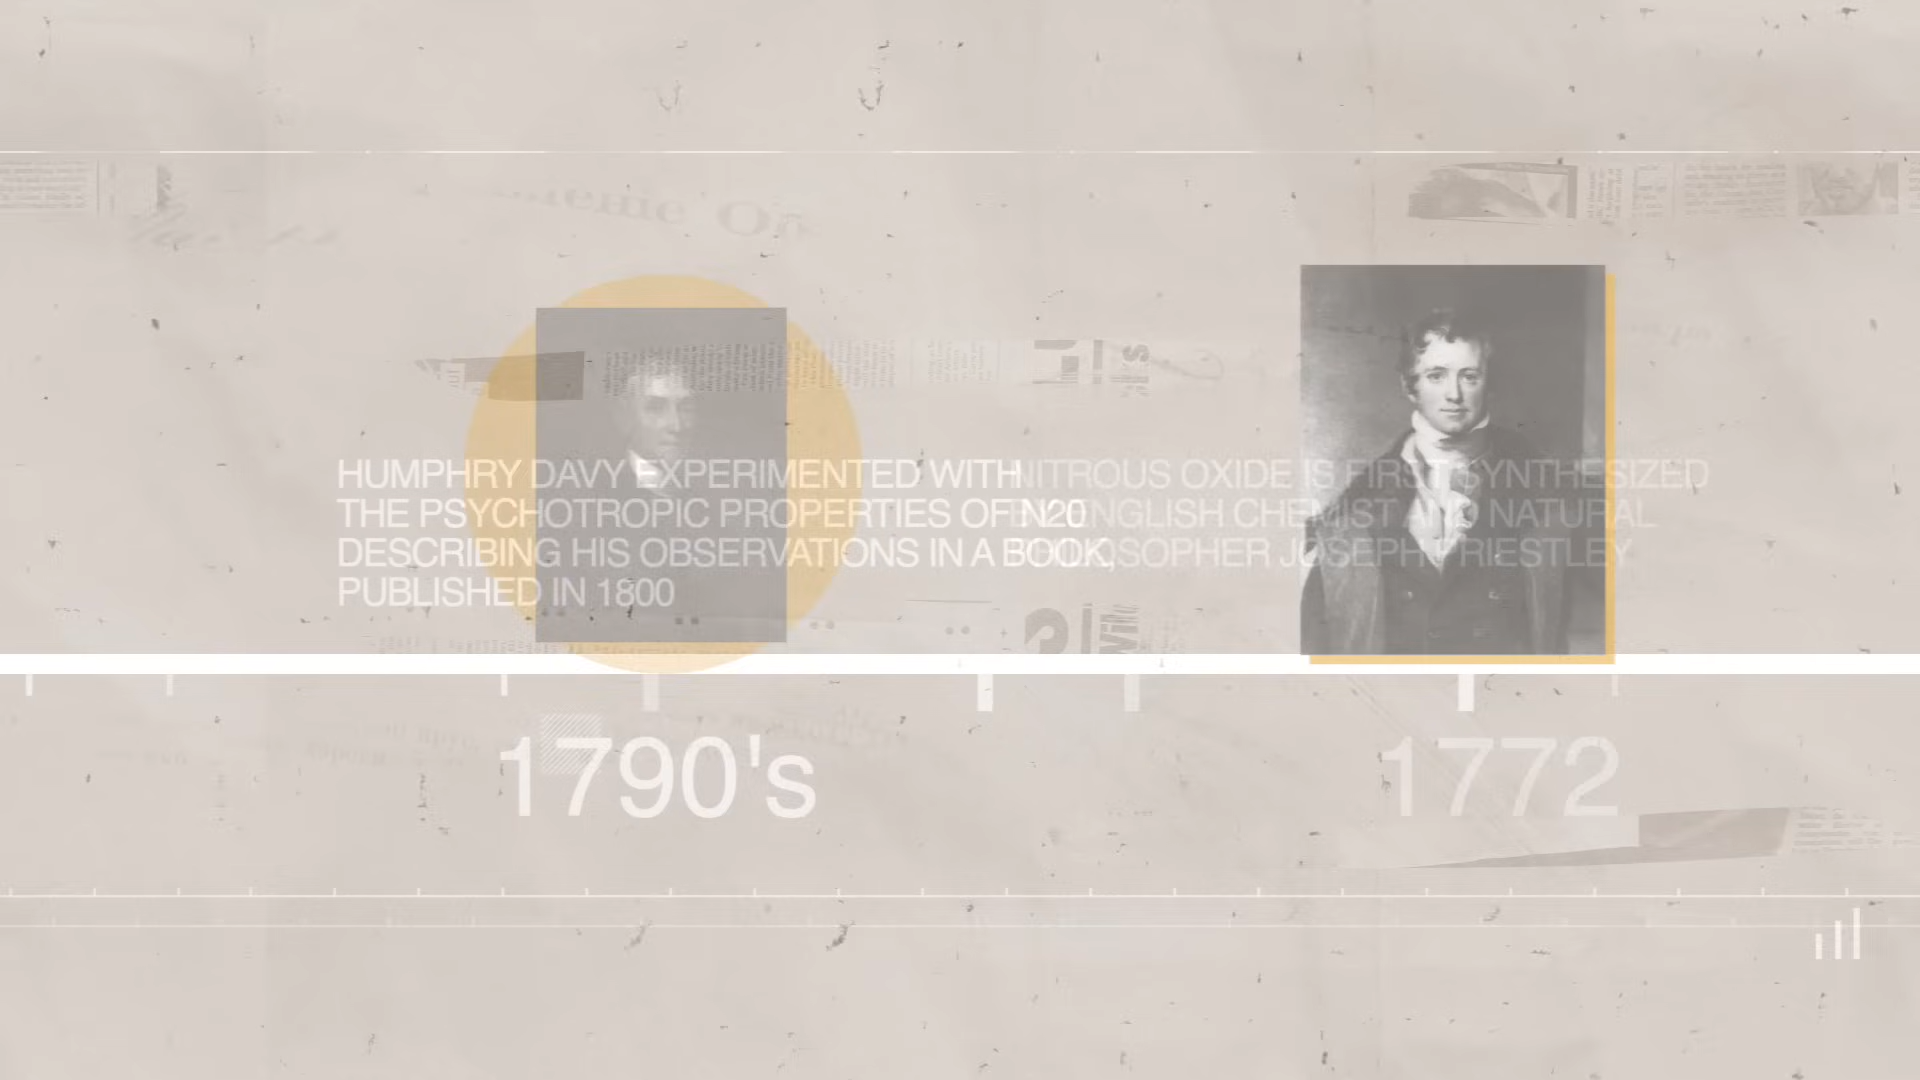 HUMPHRY DAVY EXPERIMENTED WITH
THE PSYCHOTROPIC PROPERTIES OF N20
DESCRIBING HIS OBSERVATIONS IN A BOOK,
PUBLISHED IN 1800
NITROUS OXIDE IS FIRST SYNTHESIZED
ENGLISH CHEMIST AND NATURAL
PHILOSOPHER JOSEPH PRIESTLEY
1790's
1772